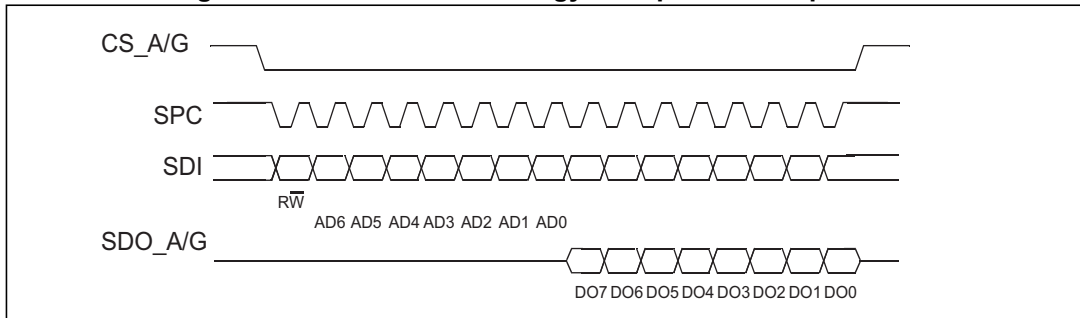 CS_A/G
SPC
SDI
RW̅
AD6 AD5 AD4 AD3 AD2 AD1 AD0
SDO_A/G
DO7 DO6 DO5 DO4 DO3 DO2 DO1 DO0